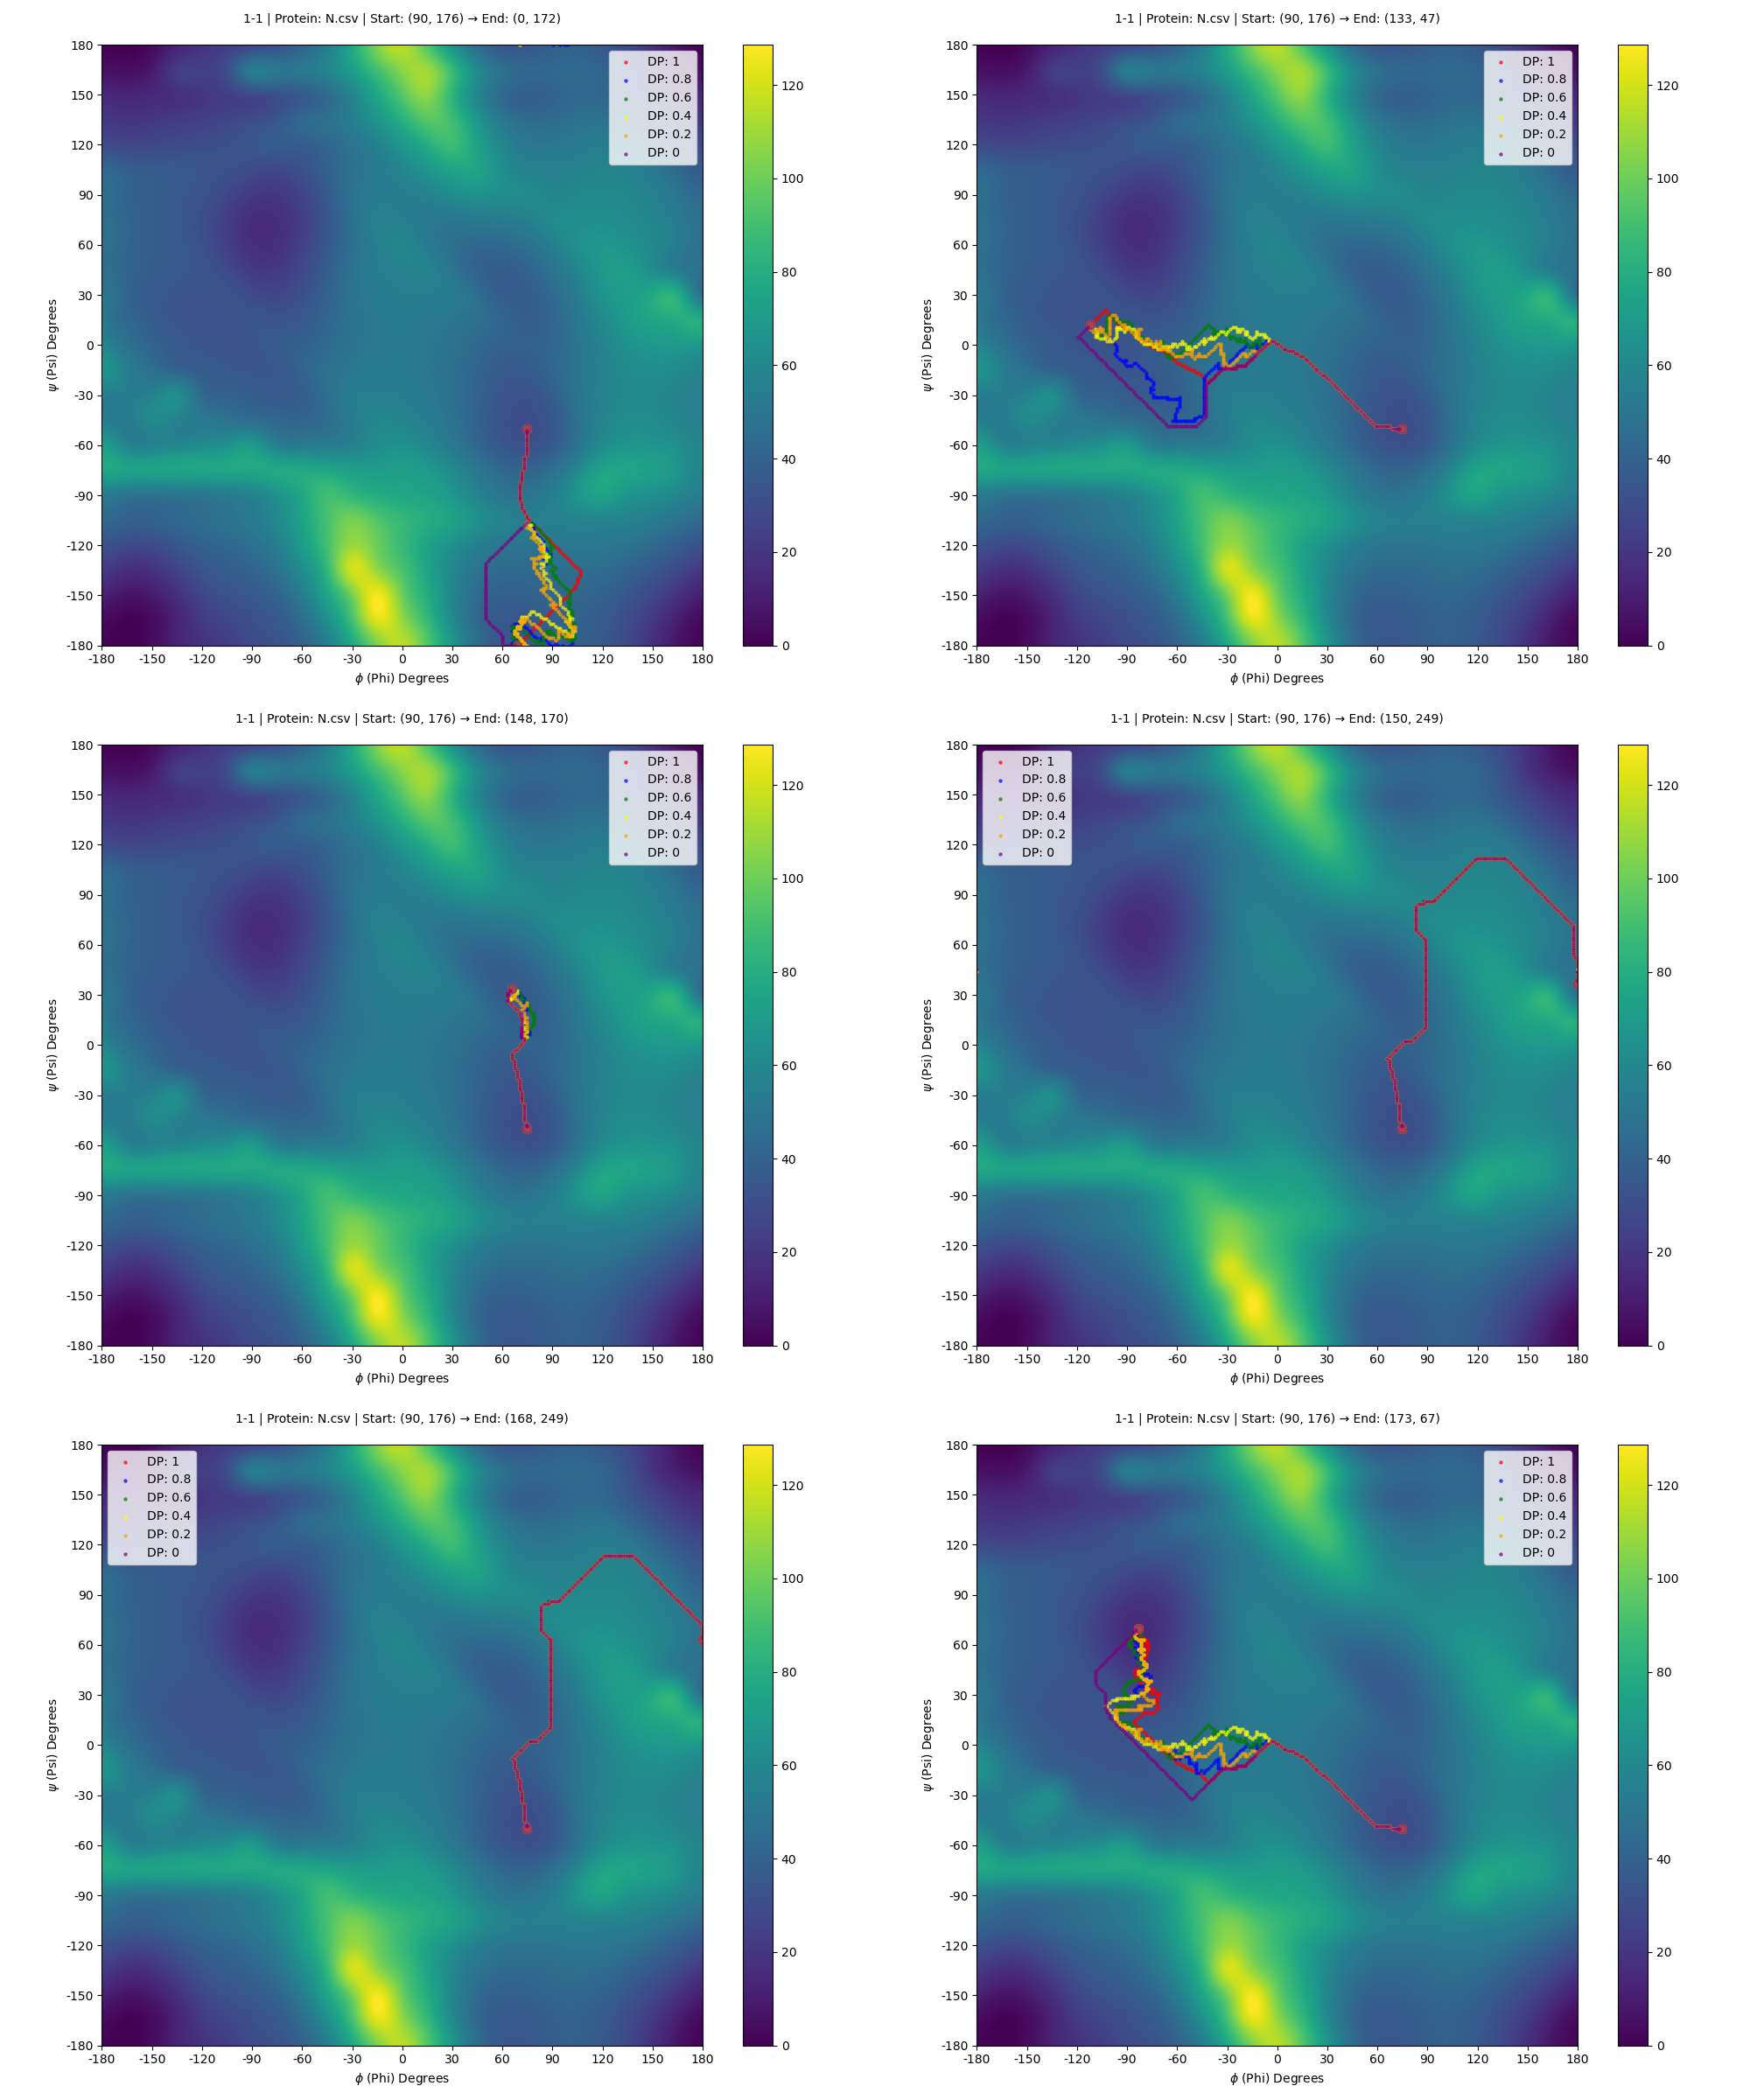 1-1 | Protein: N.csv | Start: (90, 176) → End: (0, 172)
180
150
120
90
60
30
0
-30
-60
-90
-120
-150
-180
ψ (Psi) Degrees
-180 -150 -120 -90 -60 -30 0 30 60 90 120 150 180
ϕ (Phi) Degrees
DP: 1
DP: 0.8
DP: 0.6
DP: 0.4
DP: 0.2
DP: 0
120
100
80
60
40
20
0
1-1 | Protein: N.csv | Start: (90, 176) → End: (133, 47)
180
150
120
90
60
30
0
-30
-60
-90
-120
-150
-180
ψ (Psi) Degrees
-180 -150 -120 -90 -60 -30 0 30 60 90 120 150 180
ϕ (Phi) Degrees
DP: 1
DP: 0.8
DP: 0.6
DP: 0.4
DP: 0.2
DP: 0
120
100
80
60
40
20
0
1-1 | Protein: N.csv | Start: (90, 176) → End: (148, 170)
180
150
120
90
60
30
0
-30
-60
-90
-120
-150
-180
ψ (Psi) Degrees
-180 -150 -120 -90 -60 -30 0 30 60 90 120 150 180
ϕ (Phi) Degrees
DP: 1
DP: 0.8
DP: 0.6
DP: 0.4
DP: 0.2
DP: 0
120
100
80
60
40
20
0
1-1 | Protein: N.csv | Start: (90, 176) → End: (150, 249)
180
150
120
90
60
30
0
-30
-60
-90
-120
-150
-180
ψ (Psi) Degrees
-180 -150 -120 -90 -60 -30 0 30 60 90 120 150 180
ϕ (Phi) Degrees
DP: 1
DP: 0.8
DP: 0.6
DP: 0.4
DP: 0.2
DP: 0
120
100
80
60
40
20
0
1-1 | Protein: N.csv | Start: (90, 176) → End: (168, 249)
180
150
120
90
60
30
0
-30
-60
-90
-120
-150
-180
ψ (Psi) Degrees
-180 -150 -120 -90 -60 -30 0 30 60 90 120 150 180
ϕ (Phi) Degrees
DP: 1
DP: 0.8
DP: 0.6
DP: 0.4
DP: 0.2
DP: 0
120
100
80
60
40
20
0
1-1 | Protein: N.csv | Start: (90, 176) → End: (173, 67)
180
150
120
90
60
30
0
-30
-60
-90
-120
-150
-180
ψ (Psi) Degrees
-180 -150 -120 -90 -60 -30 0 30 60 90 120 150 180
ϕ (Phi) Degrees
DP: 1
DP: 0.8
DP: 0.6
DP: 0.4
DP: 0.2
DP: 0
120
100
80
60
40
20
0